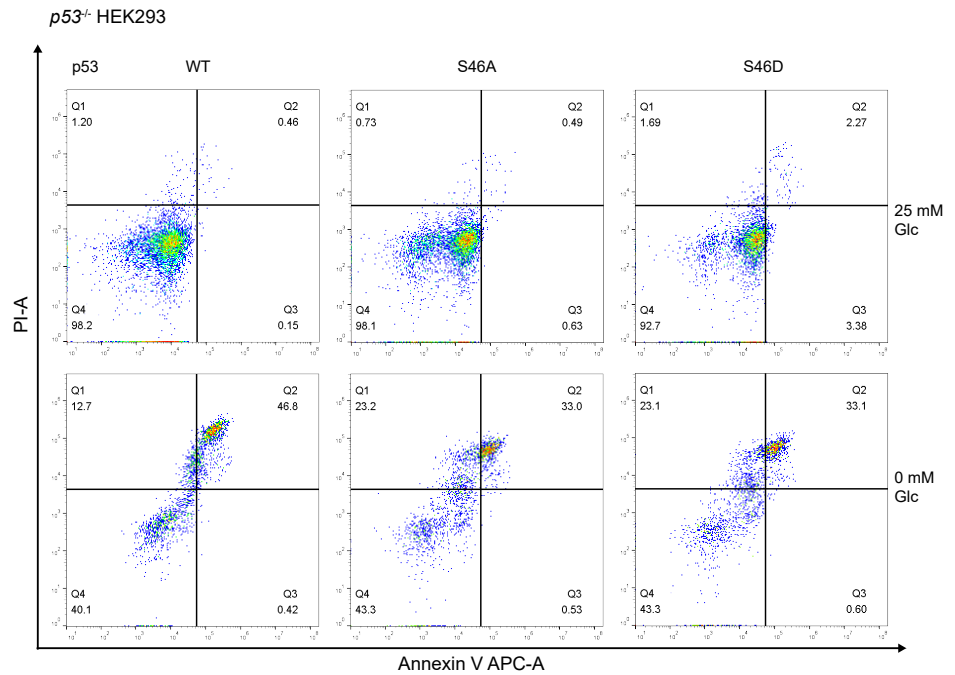 p53-/- HEK293
p53 WT S46A S46D
Q1 Q2 Q1 Q2 Q1 Q2
1.20 0.46 0.73 0.49 1.69 2.27
25 mM
Glc
Q4 Q3 Q4 Q3 Q4 Q3
98.2 0.15 98.1 0.63 92.7 3.38
PI-A
Q1 Q2 Q1 Q2 Q1 Q2
12.7 46.8 23.2 33.0 23.1 33.1
0 mM
Glc
Q4 Q3 Q4 Q3 Q4 Q3
40.1 0.42 43.3 0.53 43.3 0.60
Annexin V APC-A